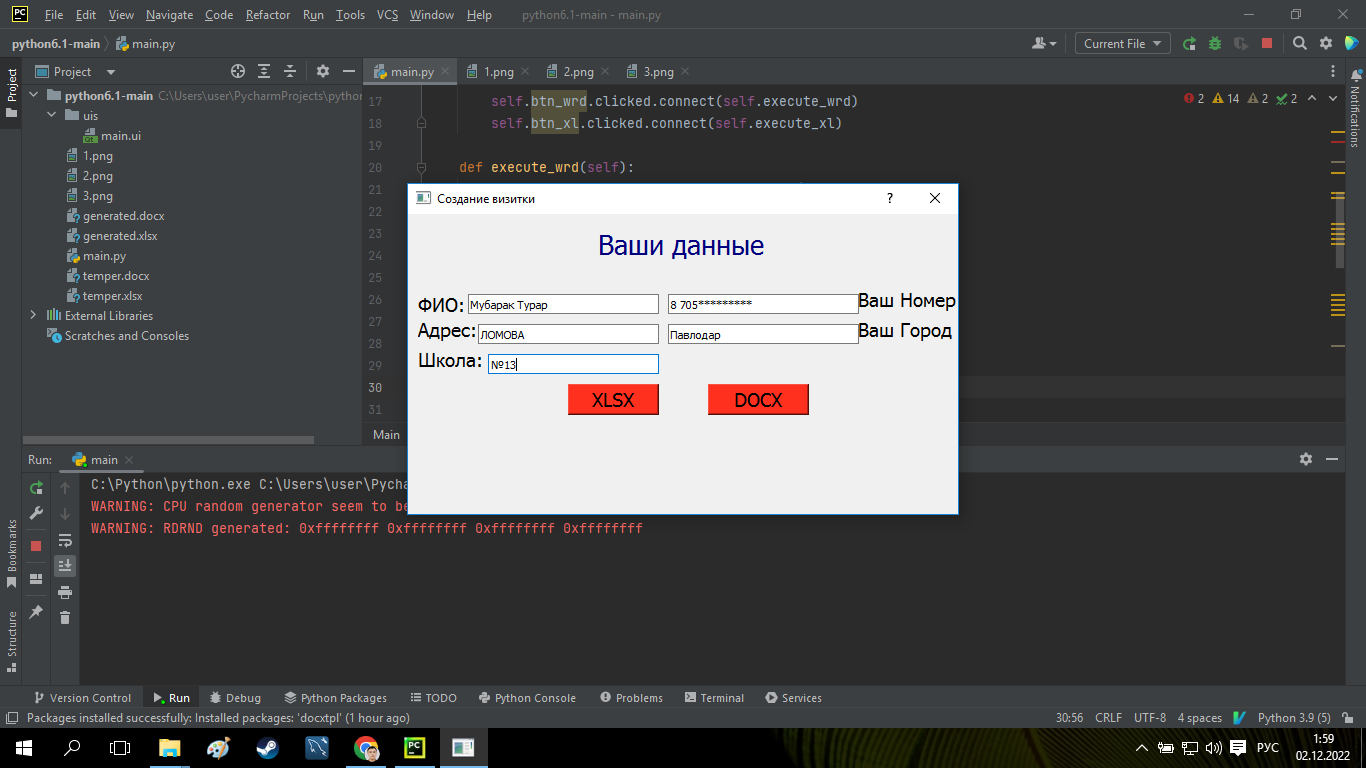 PC File Edit View Navigate Code Refactor Run Tools VCS Window Help python6.1-main - main.py
python6.1-main main.py Current File
Project main.py 1.png 2.png 3.png
Project
Notifications
python6.1-main C:\Users\user\PycharmProjects\python
uis
main.ui
1.png
2.png
3.png
generated.docx
generated.xlsx
main.py
temper.docx
temper.xlsx
External Libraries
Scratches and Consoles
2 14 2 2
17 self.btn_wrd.clicked.connect(self.execute_wrd)
18 self.btn_xl.clicked.connect(self.execute_xl)
19
20 def execute_wrd(self):
21
22
23
24
25
26
27
28
29
30
31
Main
Создание визитки ?
Ваши данные
ФИО: Мубарак Турар 8 705********* Ваш Номер
Адрес: ЛОМОВА Павлодар Ваш Город
Школа: №13
XLSX DOCX
Run: main
C:\Python\python.exe C:\Users\user\Pycha
WARNING: CPU random generator seem to be
WARNING: RDRND generated: 0xffffffff 0xffffffff 0xffffffff 0xffffffff
Bookmarks
Structure
Version Control Run Debug Python Packages TODO Python Console Problems Terminal Services
Packages installed successfully: Installed packages: 'docxtpl' (1 hour ago) 30:56 CRLF UTF-8 4 spaces Python 3.9 (5)
PC РУС 1:59
02.12.2022